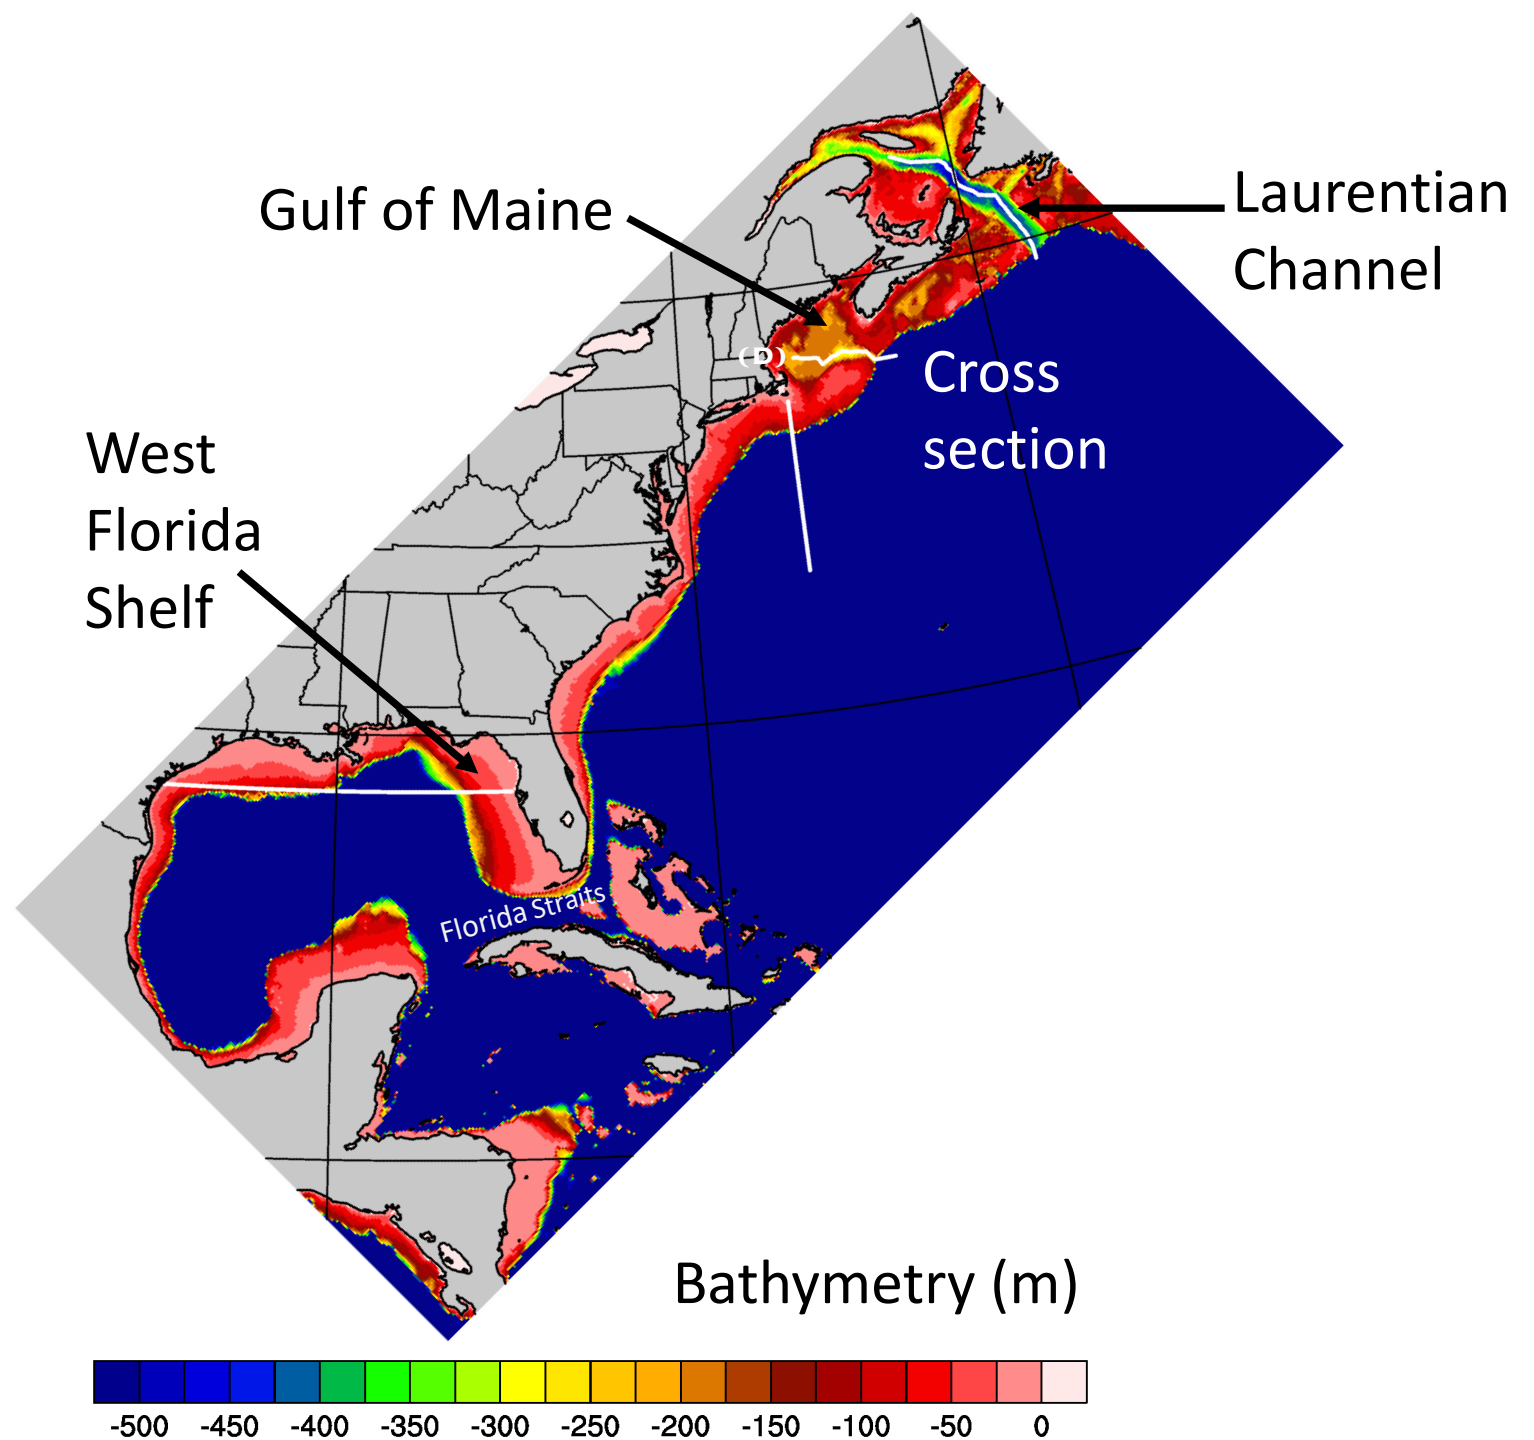 Gulf of Maine
Laurentian
Channel
(D)
Cross
section
West
Florida
Shelf
Florida Straits
Bathymetry (m)
-500 -450 -400 -350 -300 -250 -200 -150 -100 -50 0